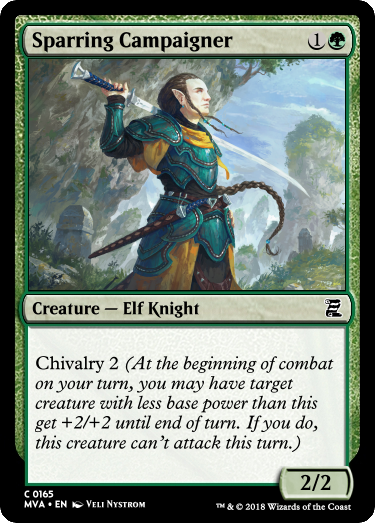 Sparring Campaigner 1
Creature — Elf Knight
Chivalry 2 (At the beginning of combat
on your turn, you may have target
creature with less base power than this
get +2/+2 until end of turn. If you do,
this creature can't attack this turn.)
2/2
C 0165
MVA • EN Veli Nystrom
™ & © 2018 Wizards of the Coast